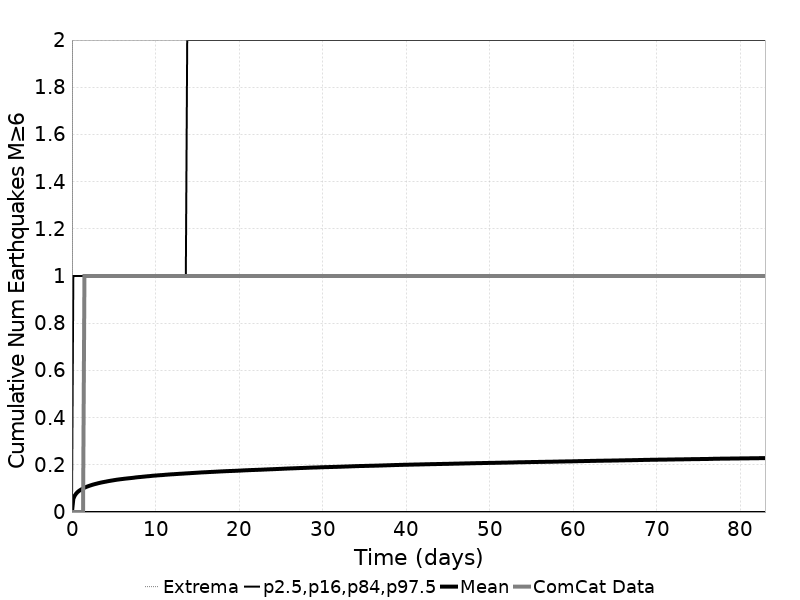 2
1.8
1.6
1.4
1.2
1
0.8
0.6
0.4
0.2
0
Cumulative Num Earthquakes M≥6
0 10 20 30 40 50 60 70 80
Time (days)
Extrema p2.5,p16,p84,p97.5 Mean ComCat Data